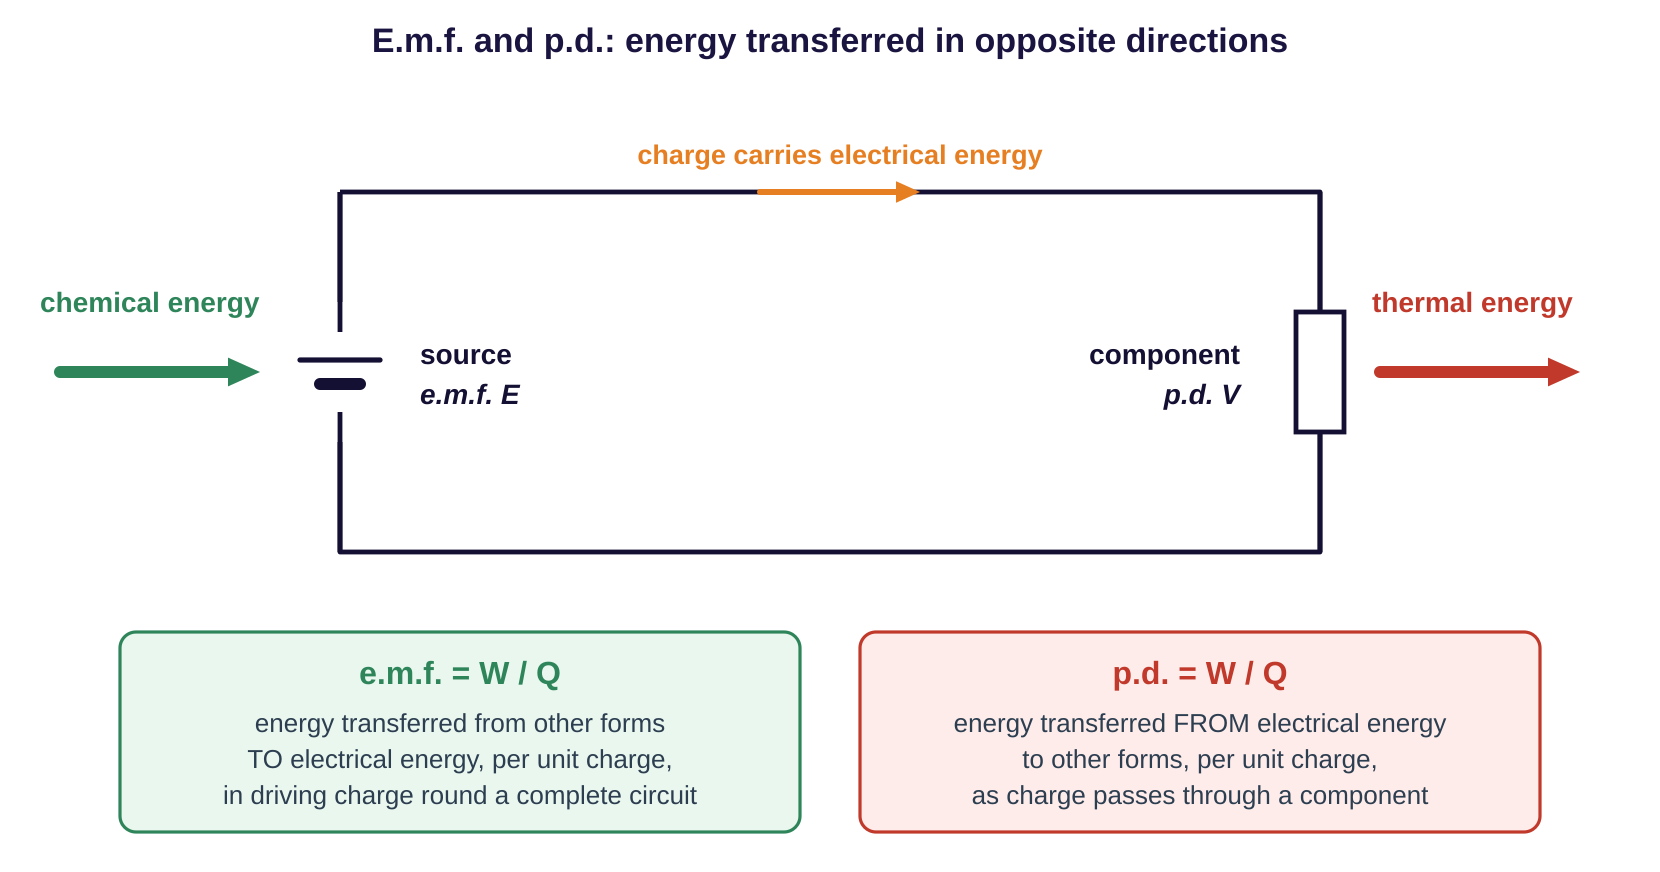 E.m.f. and p.d.: energy transferred in opposite directions
charge carries electrical energy
chemical energy
thermal energy
source
e.m.f. E
component
p.d. V
e.m.f. = W / Q
energy transferred from other forms
TO electrical energy, per unit charge,
in driving charge round a complete circuit
p.d. = W / Q
energy transferred FROM electrical energy
to other forms, per unit charge,
as charge passes through a component